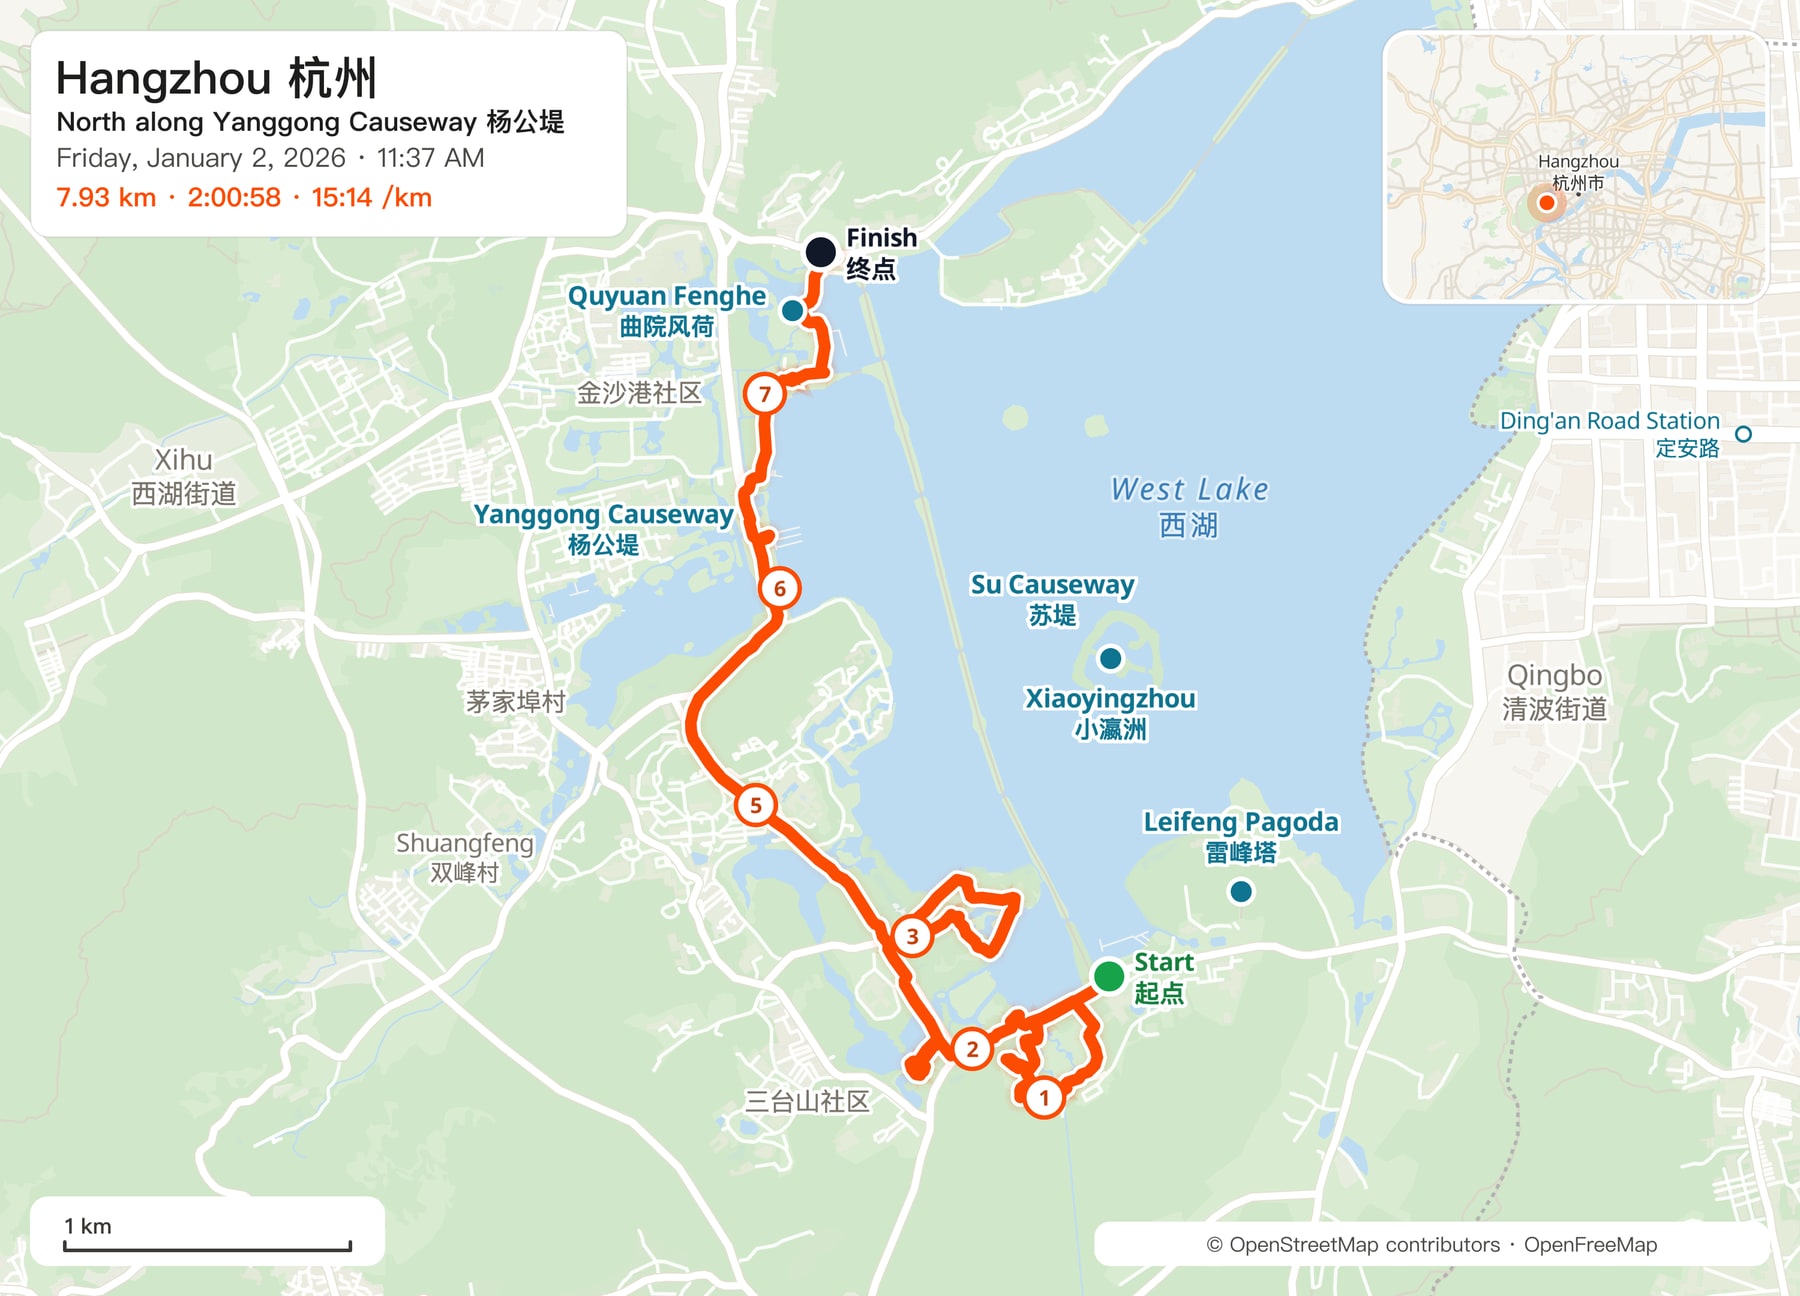 Hangzhou 杭州
North along Yanggong Causeway 杨公堤
Friday, January 2, 2026 · 11:37 AM
7.93 km · 2:00:58 · 15:14 /km
Hangzhou
杭州市
Finish
终点
Quyuan Fenghe
曲院风荷
金沙港社区
7
Ding'an Road Station
定安路
Xihu
西湖街道
West Lake
西湖
Yanggong Causeway
杨公堤
6
Su Causeway
苏堤
Xiaoyingzhou
小瀛洲
Qingbo
清波街道
茅家埠村
5
Leifeng Pagoda
雷峰塔
Shuangfeng
双峰村
3
Start
起点
2
1
三台山社区
1 km
© OpenStreetMap contributors · OpenFreeMap